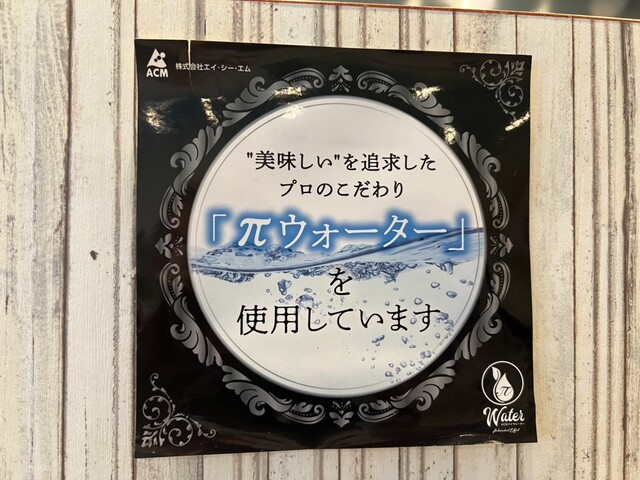 ACM
株式会社エイ・シー・エム
"美味しい"を追求した
プロのこだわり
「πウォーター」
を
使用しています
π
Water